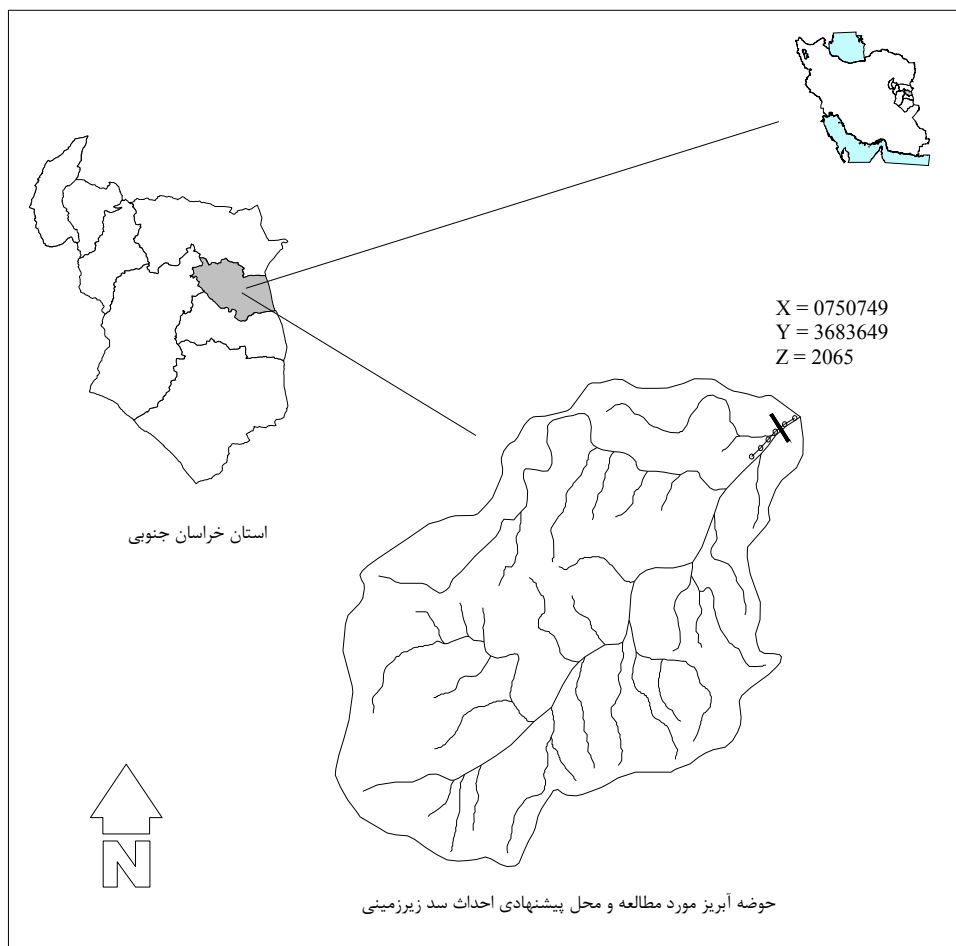 X = 0750749
Y = 3683649
Z = 2065
استان خراسان جنوبی
N
حوضه آبریز مورد مطالعه و محل پیشنهادی احداث سد زیرزمینی